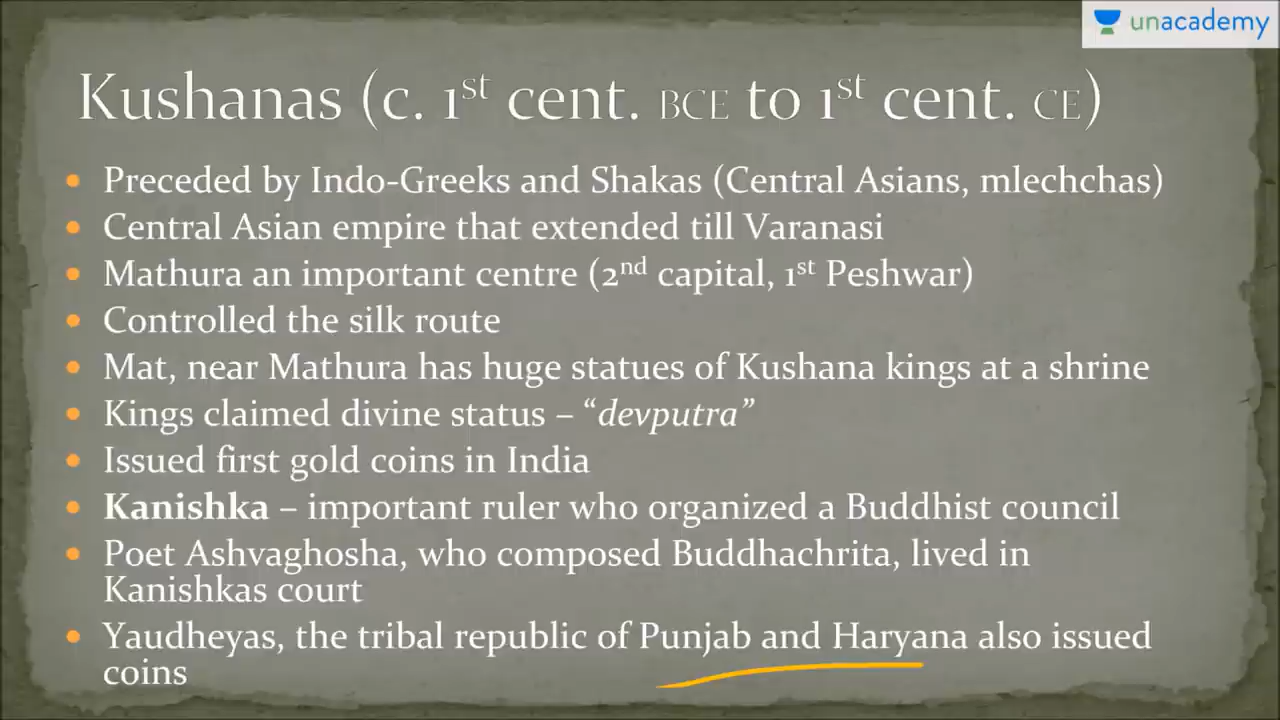 unacademy
Kushanas (c. 1st cent. BCE to 1st cent. CE)
Preceded by Indo-Greeks and Shakas (Central Asians, mlechchas)
Central Asian empire that extended till Varanasi
Mathura an important centre (2nd capital, 1st Peshwar)
Controlled the silk route
Mat, near Mathura has huge statues of Kushana kings at a shrine
Kings claimed divine status – “devputra”
Issued first gold coins in India
Kanishka – important ruler who organized a Buddhist council
Poet Ashvaghosha, who composed Buddhachrita, lived in
Kanishkas court
Yaudheyas, the tribal republic of Punjab and Haryana also issued
coins